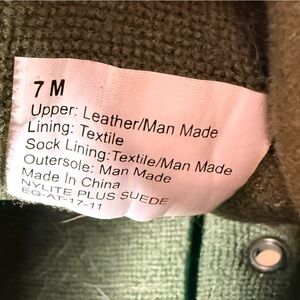 7 M
Upper: Leather/Man Made
Lining: Textile
Sock Lining:Textile/Man Made
Outersole: Man Made
Made In China
NYLITE PLUS SUEDE
EG-AT-17-11